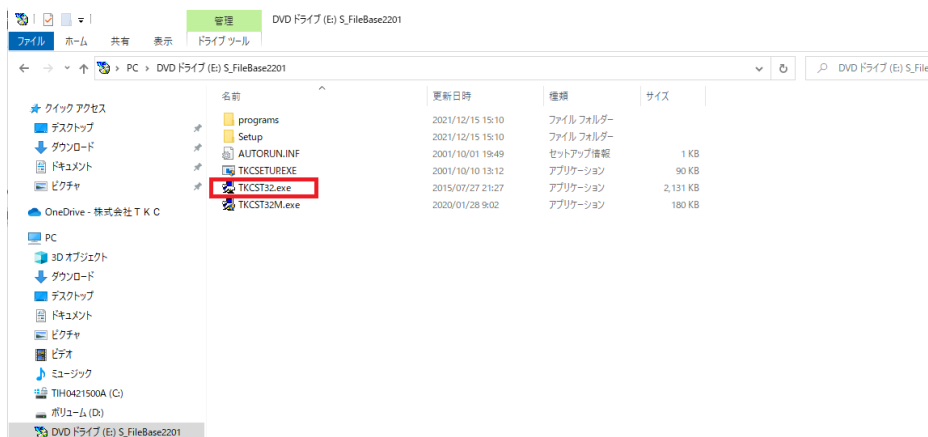 管理 DVD ドライブ (E:) S_FileBase2201
ファイル ホーム 共有 表示 ドライブ ツール
PC › DVD ドライブ (E:) S_FileBase2201 DVD ドライブ (E:) S_File
名前 更新日時 種類 サイズ
クイック アクセス
デスクトップ
ダウンロード
ドキュメント
ピクチャ
OneDrive - 株式会社TKC
PC
3D オブジェクト
ダウンロード
デスクトップ
ドキュメント
ピクチャ
ビデオ
ミュージック
TIH0421500A (C:)
ボリューム (D:)
DVD ドライブ (E:) S_FileBase2201
programs 2021/12/15 15:10 ファイル フォルダー
Setup 2021/12/15 15:10 ファイル フォルダー
AUTORUN.INF 2001/10/01 19:49 セットアップ情報 1 KB
TKCSETUP.EXE 2001/10/10 13:12 アプリケーション 90 KB
TKCST32.exe 2015/07/27 21:27 アプリケーション 2,131 KB
TKCST32M.exe 2020/01/28 9:02 アプリケーション 180 KB